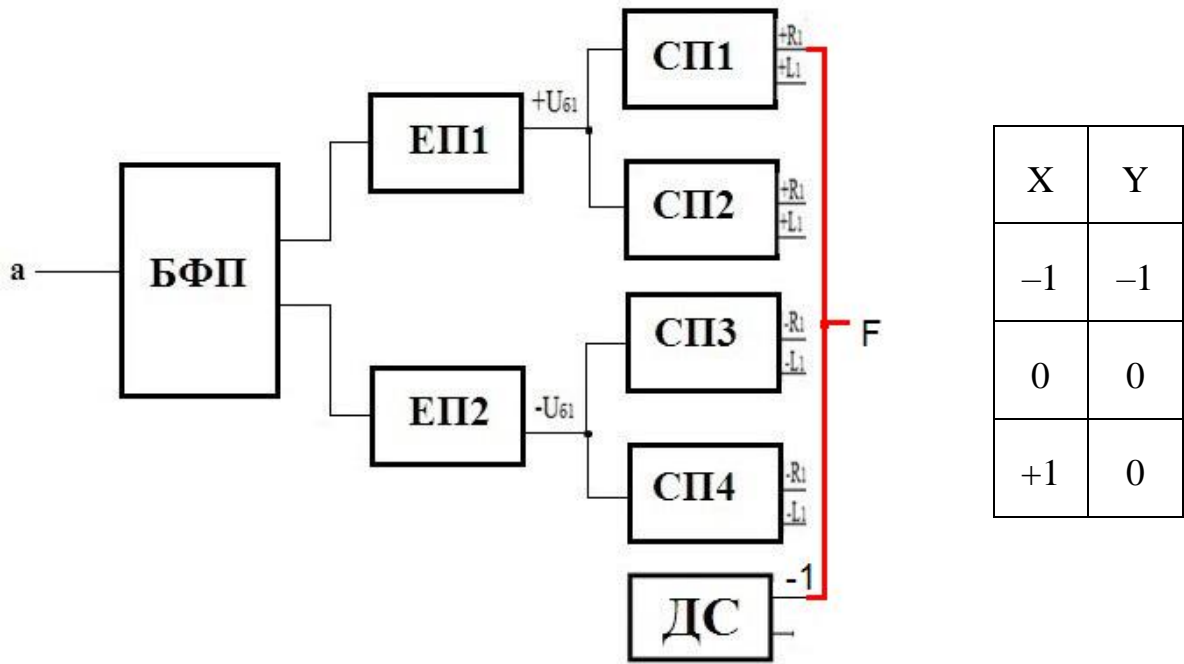 a
БФП
ЕП1
+Uб1
ЕП2
-Uб1
СП1
+R1
+L1
СП2
+R1
+L1
СП3
-R1
-L1
СП4
-R1
-L1
ДС
-1
F
X Y
–1 –1
0 0
+1 0